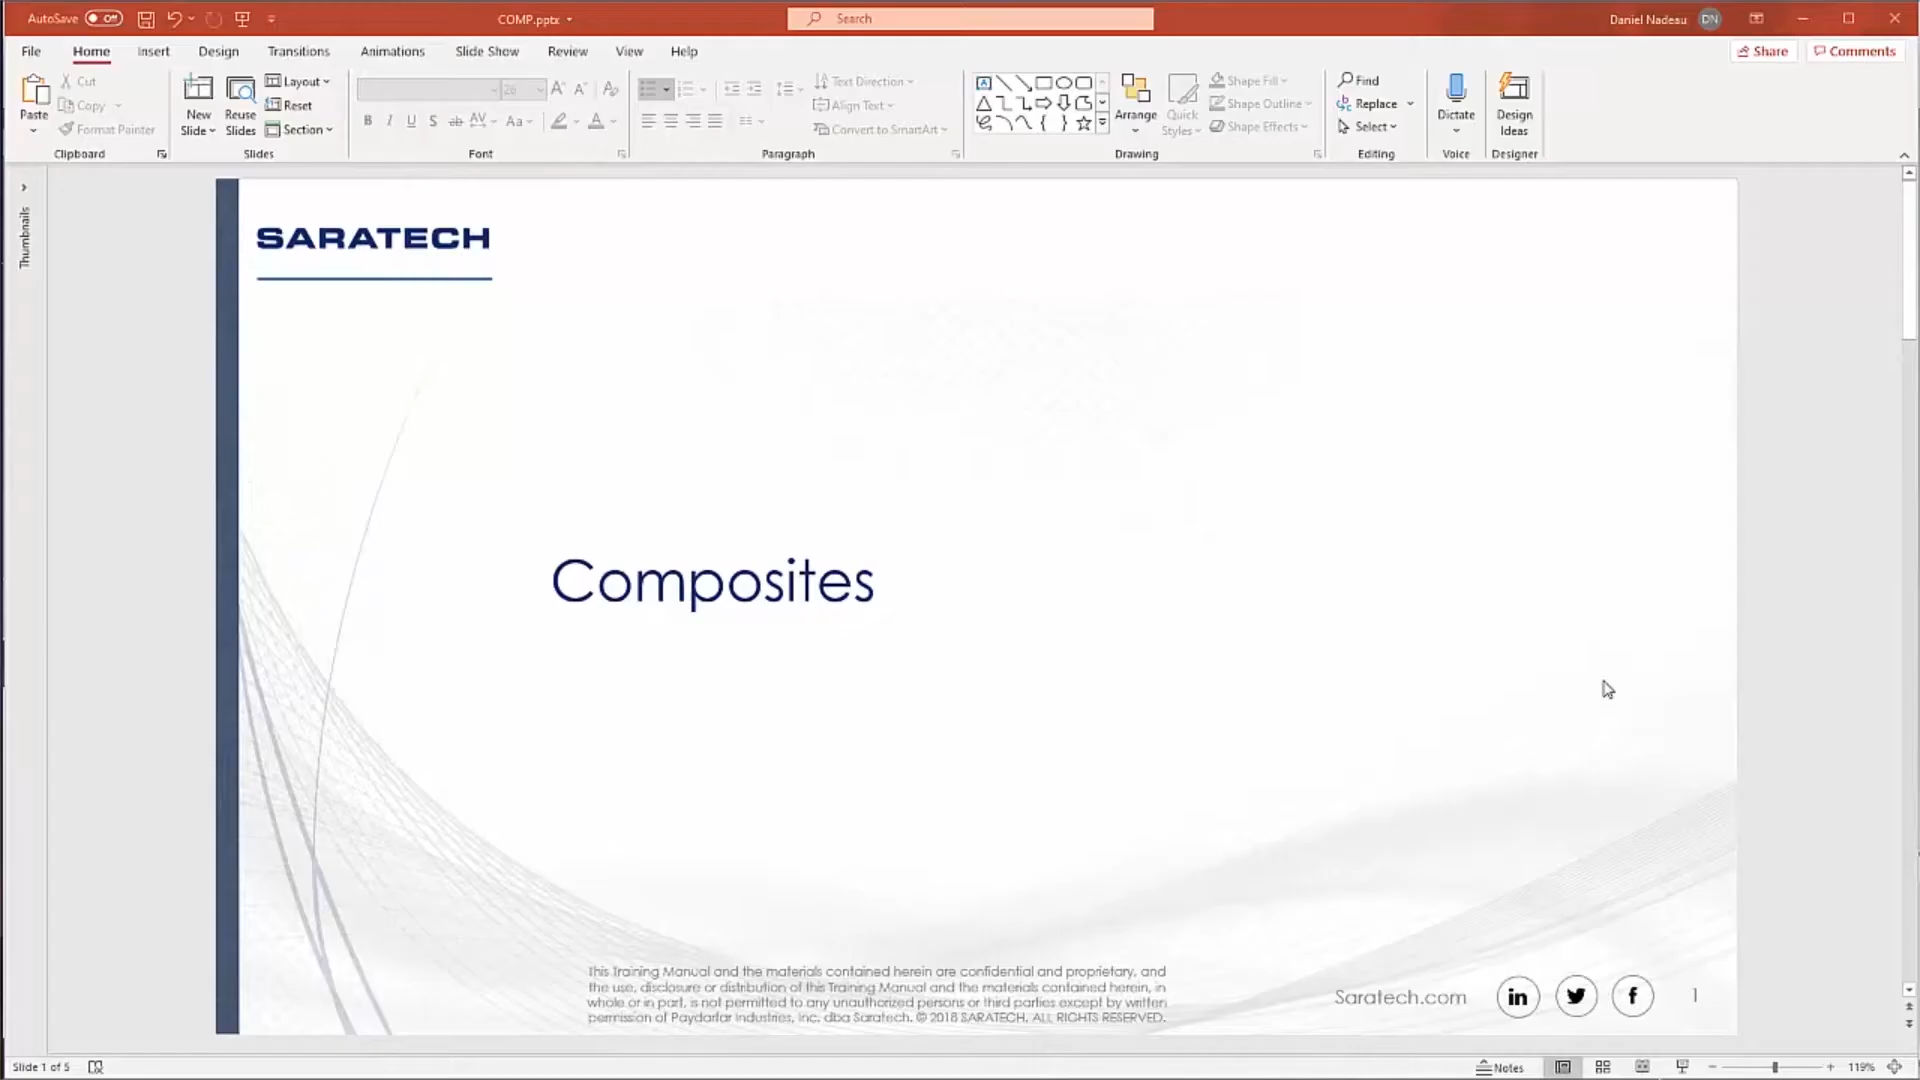 AutoSave Off COMP.pptx Search Daniel Nadeau DN
File Home Insert Design Transitions Animations Slide Show Review View Help Share Comments
Paste
Cut
Copy
Format Painter
Clipboard
New Slide
Reuse Slides
Layout
Reset
Section
Slides
26
B I U S ab AV Aa A
Font
Text Direction
Align Text
Convert to SmartArt
Paragraph
Arrange
Quick Styles
Shape Fill
Shape Outline
Shape Effects
Drawing
Find
Replace
Select
Editing
Dictate
Voice
Design Ideas
Designer
Thumbnails
SARATECH
Composites
This Training Manual and the materials contained herein are confidential and proprietary, and
the use, disclosure or distribution of this Training Manual and the materials contained herein, in
whole or in part, is not permitted to any unauthorized persons or third parties except by written
permission of Paydarfar Industries, Inc. dba Saratech. © 2018 SARATECH, ALL RIGHTS RESERVED.
Saratech.com in f 1
Slide 1 of 5 Notes 119%